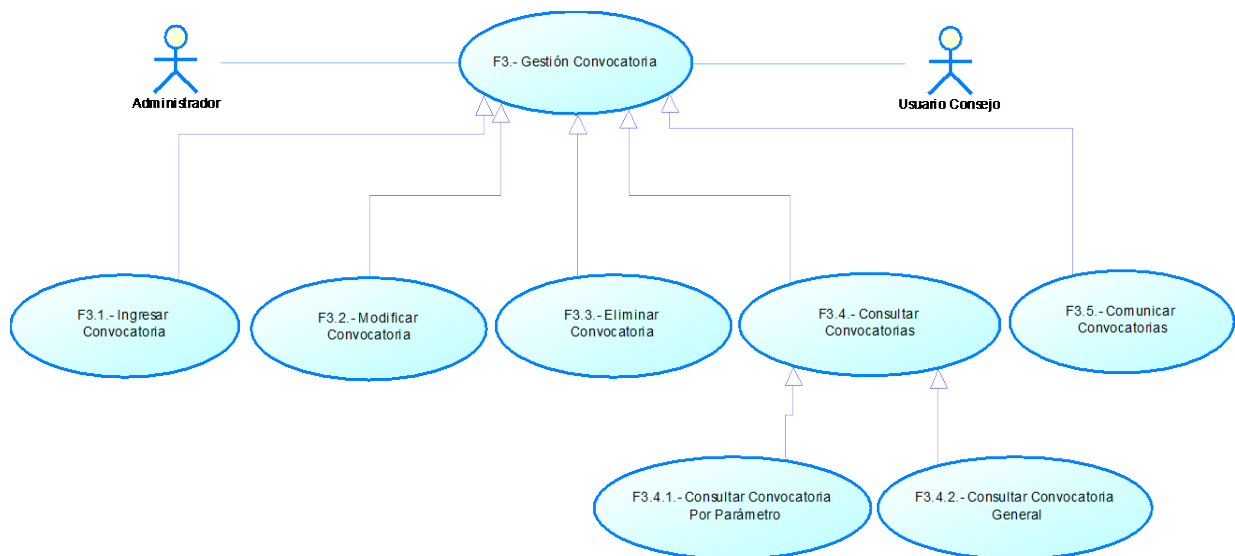 F3.- Gestión Convocatoria
Administrador
Usuario Consejo
F3.1.- Ingresar
Convocatoria
F3.2.- Modificar
Convocatoria
F3.3.- Eliminar
Convocatoria
F3.4.- Consultar
Convocatorias
F3.5.- Comunicar
Convocatorias
F3.4.1.- Consultar Convocatoria
Por Parámetro
F3.4.2.- Consultar Convocatoria
General